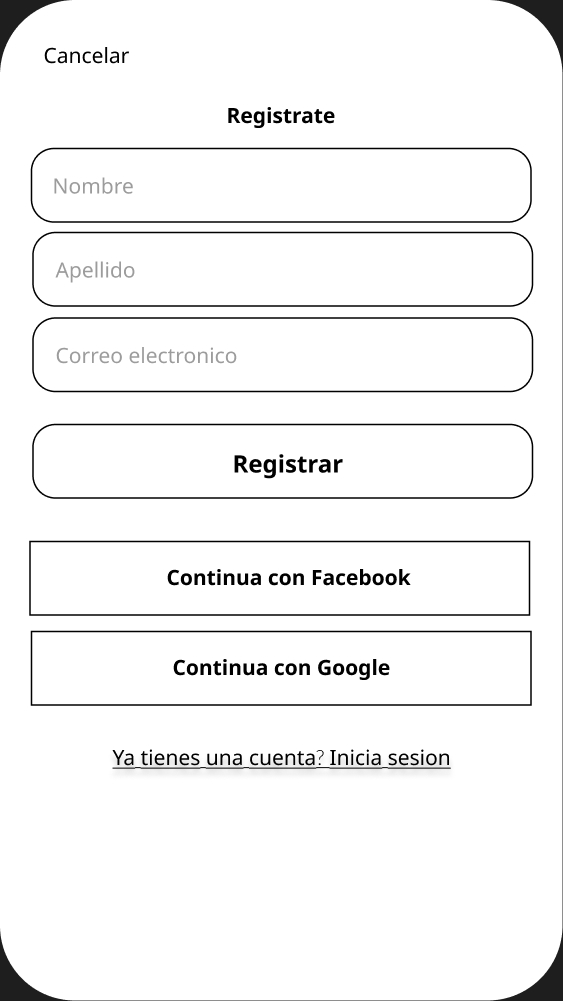 Cancelar
Registrate
Nombre
Apellido
Correo electronico
Registrar
Continua con Facebook
Continua con Google
Ya tienes una cuenta? Inicia sesion